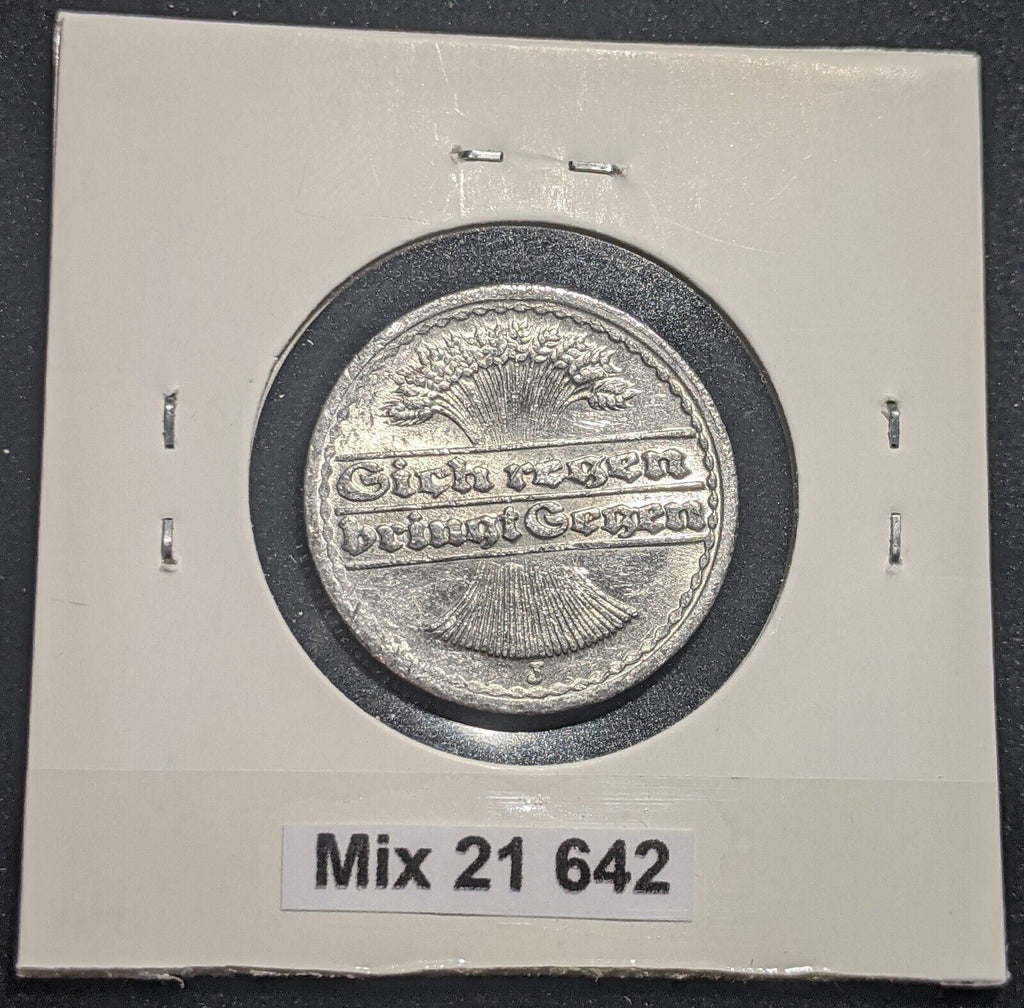 Sich regen
bringt Segen
J
Mix 21 642